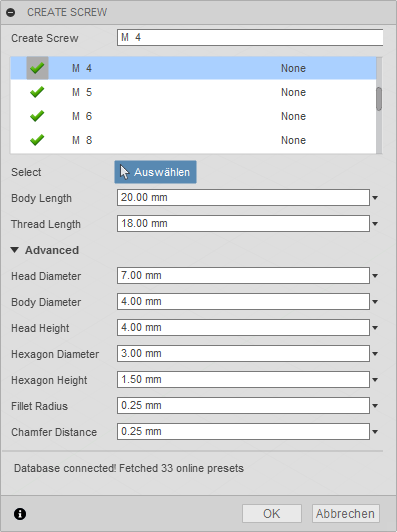 CREATE SCREW
Create Screw M 4
M 4 None
M 5
M 6 None
M 8 None
Select Auswählen
Body Length 20.00 mm
Thread Length 18.00 mm
Advanced
Head Diameter 7.00 mm
Body Diameter 4.00 mm
Head Height 4.00 mm
Hexagon Diameter 3.00 mm
Hexagon Height 1.50 mm
Fillet Radius 0.25 mm
Chamfer Distance 0.25 mm
Database connected! Fetched 33 online presets
OK Abbrechen